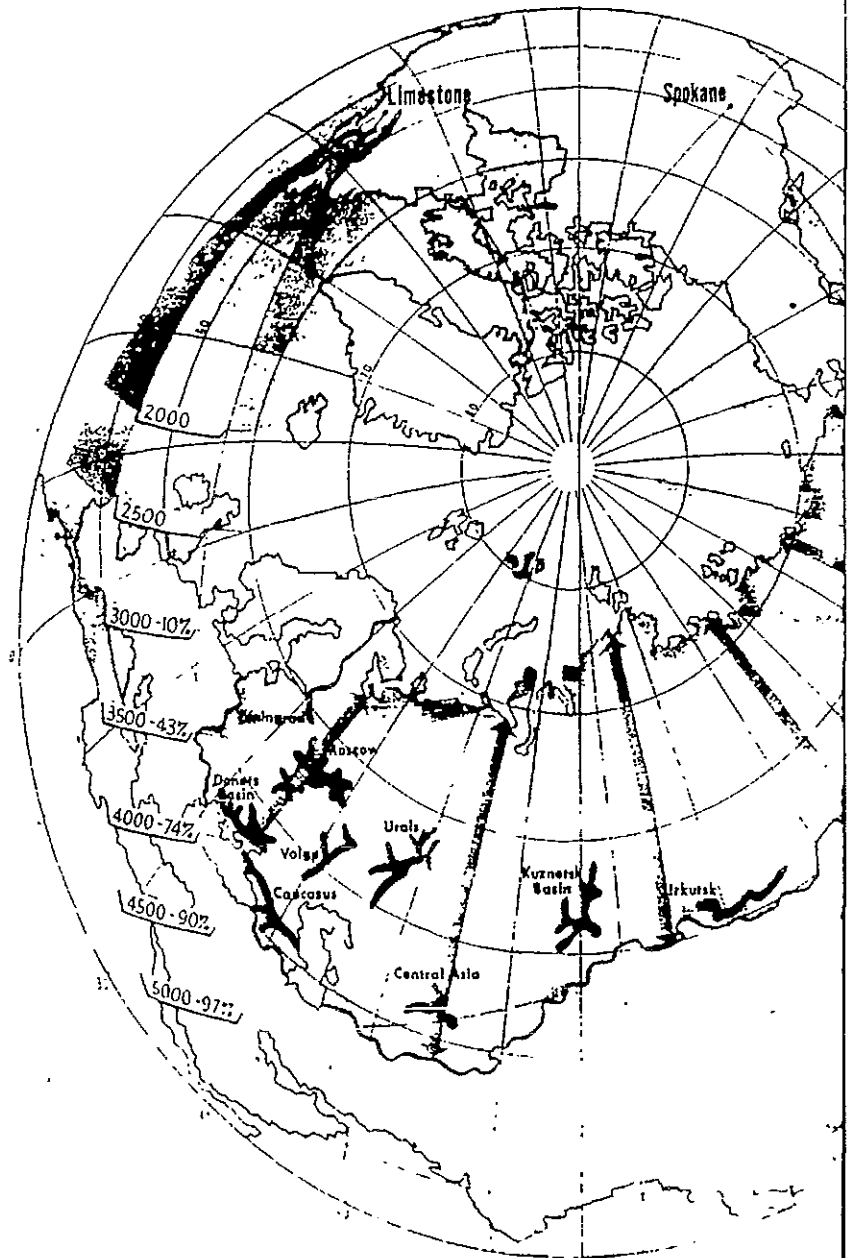 Limestone
Spokane
2000
2500
3000-10%
3500-43%
Leningrad
Moscow
Donets
Basin
4000-74%
Volga
Urals
Kuznetsk
Basin
Irkutsk
Caucasus
4500-90%
Central Asia
5000-97%